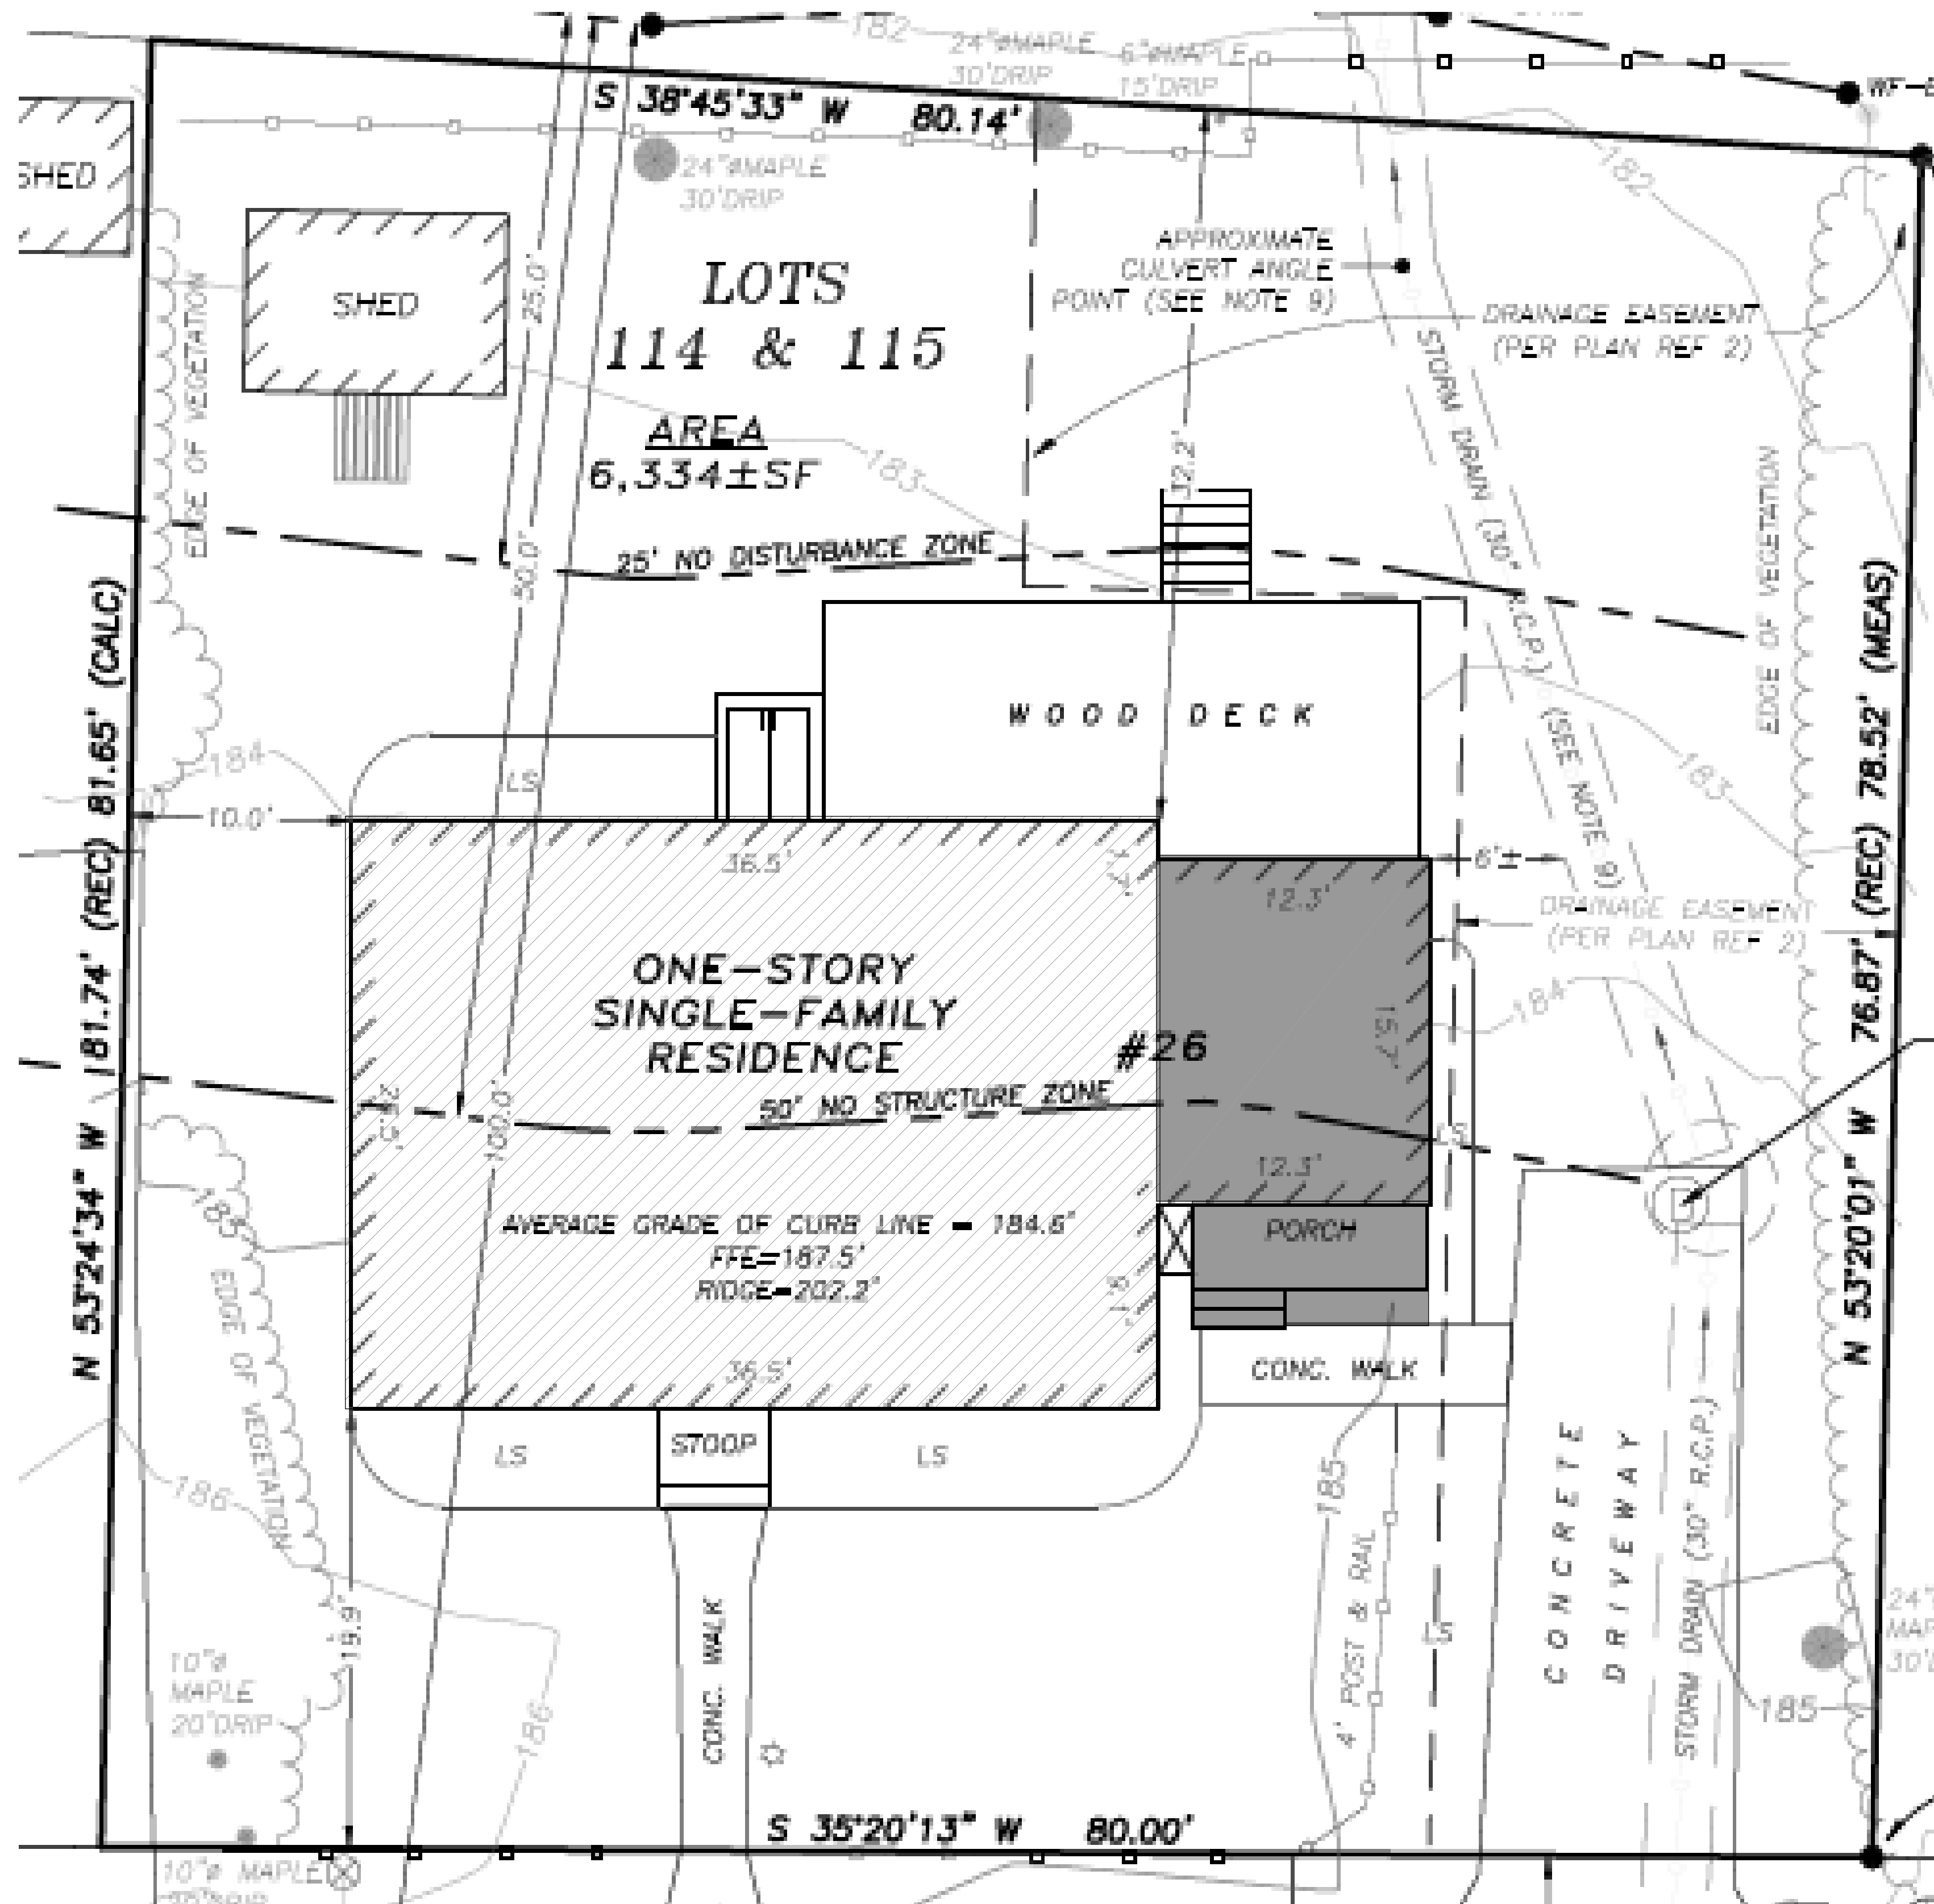 182
24"ØMAPLE
30'DRIP
6"ØMAPLE
15'DRIP
S 38°45'33" W 80.14'
24"ØMAPLE
30'DRIP
182
SHED
SHED
LOTS
114 & 115
AREA
6,334±SF
APPROXIMATE
CULVERT ANGLE
POINT (SEE NOTE 9)
DRAINAGE EASEMENT
(PER PLAN REF 2)
25.0'
50.0'
100.0'
32.2'
EDGE OF VEGETATION
STORM DRAIN (30" R.C.P.) (SEE NOTE 9)
EDGE OF VEGETATION
183
25' NO DISTURBANCE ZONE
WOOD DECK
183
184
LS
10.0'
36.5'
12.3'
6'±
DRAINAGE EASEMENT
(PER PLAN REF 2)
184
ONE-STORY
SINGLE-FAMILY
RESIDENCE
#26
15.7'
50' NO STRUCTURE ZONE
12.3'
LS
AVERAGE GRADE OF CURB LINE = 184.6'
FFE=187.5'
RIDGE=202.2'
PORCH
36.5'
CONC. WALK
STOOP
LS
LS
185
EDGE OF VEGETATION
186
185
N 53°24'34" W 81.74' (REC) 81.65' (CALC)
N 53°20'01" W 76.87' (REC) 78.52' (MEAS)
19.9'
CONC. WALK
4' POST & RAIL
LS
CONCRETE
DRIVEWAY
STORM DRAIN (30" R.C.P.)
10"Ø
MAPLE
20'DRIP
186
185
S 35°20'13" W 80.00'
10"Ø MAPLE